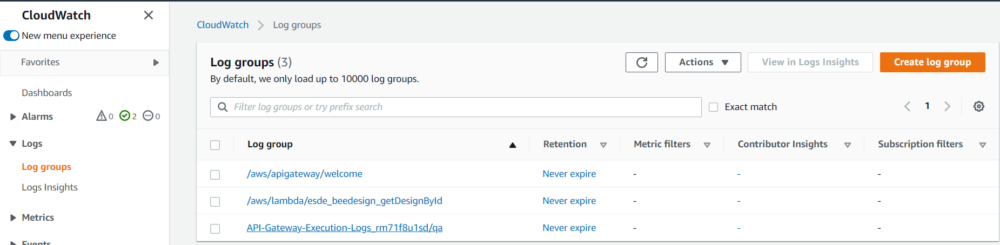 CloudWatch
New menu experience
Favorites
Dashboards
Alarms 0 2 0
Logs
Log groups
Logs Insights
Metrics
Events
CloudWatch Log groups
Log groups (3)
By default, we only load up to 10000 log groups.
Actions
View in Logs Insights
Create log group
Filter log groups or try prefix search
Exact match
1
Log group Retention Metric filters Contributor Insights Subscription filters
/aws/apigateway/welcome Never expire - - -
/aws/lambda/esde_beedesign_getDesignById Never expire - - -
API-Gateway-Execution-Logs_rm71f8u1sd/qa Never expire - - -